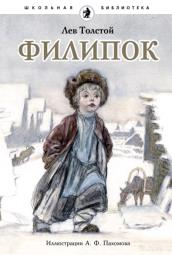 ШКОЛЬНАЯ БИБЛИОТЕКА
Лев Толстой
ФИЛИПОК
Иллюстрации А. Ф. Пахомова